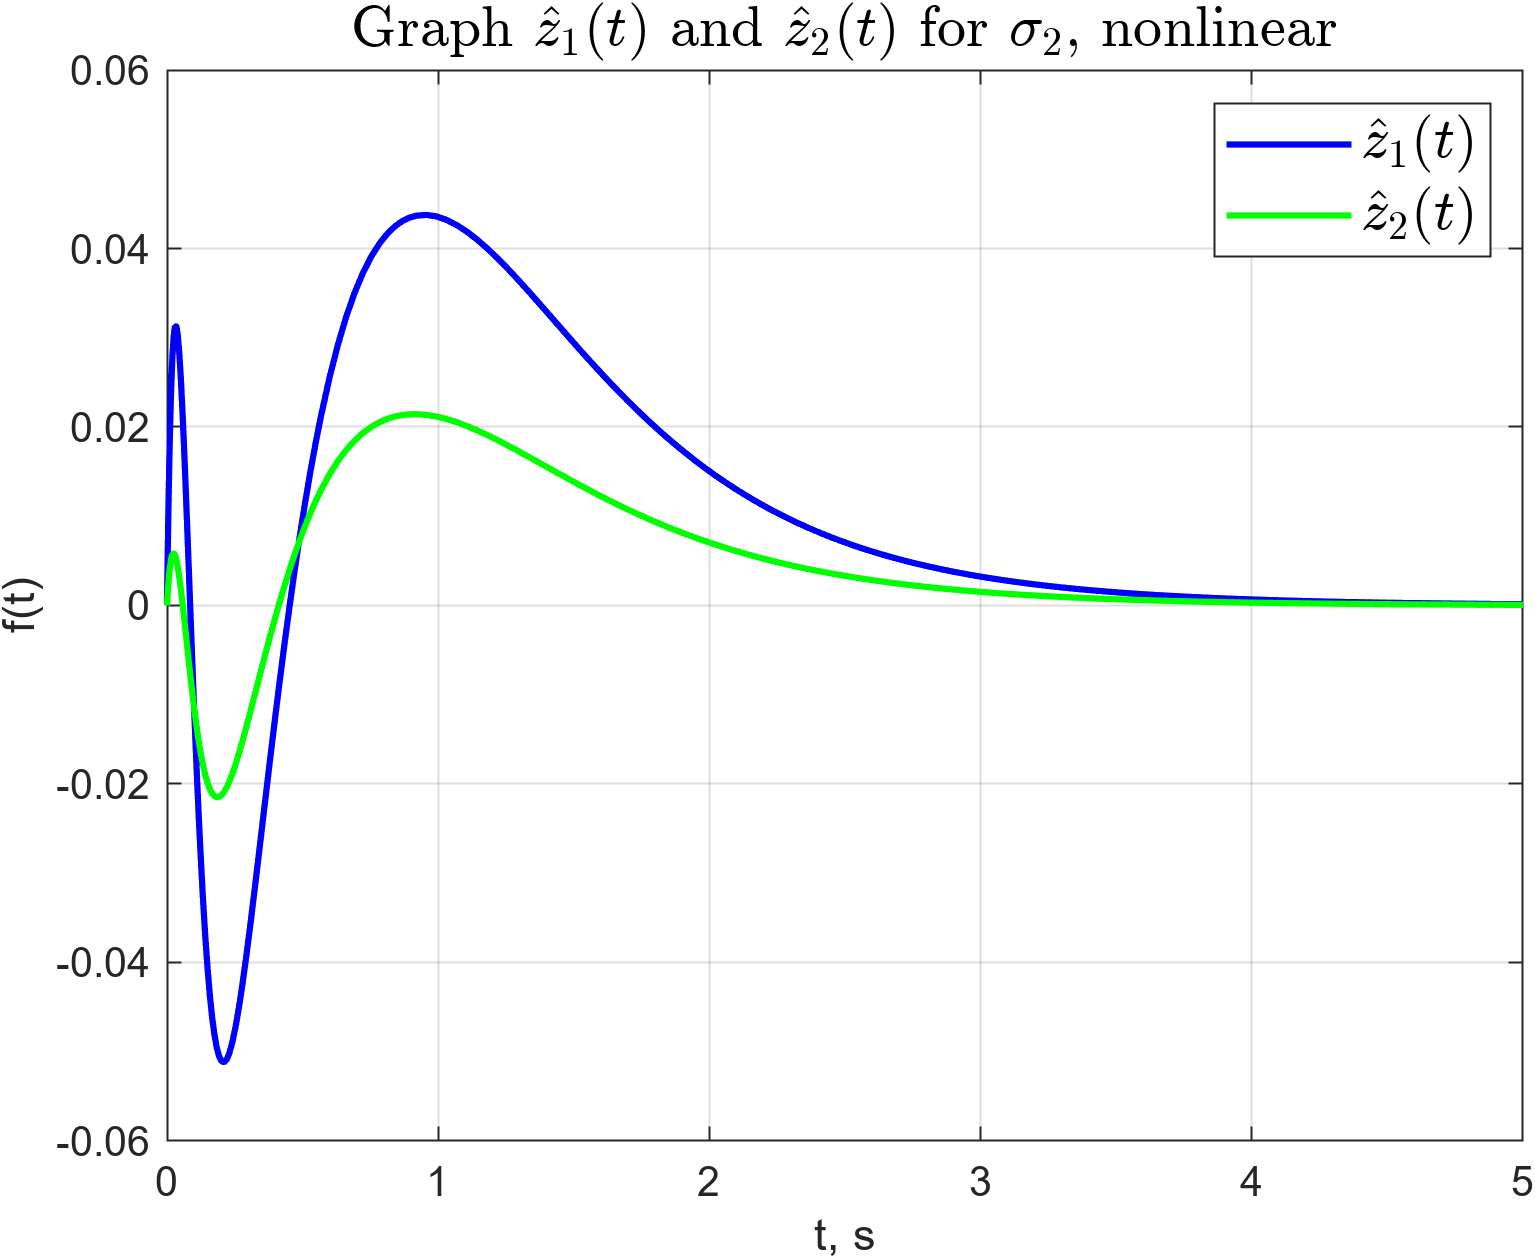 Graph ẑ₁(t) and ẑ₂(t) for σ₂, nonlinear
0.06
0.04
0.02
0
-0.02
-0.04
-0.06
f(t)
ẑ₁(t)
ẑ₂(t)
0 1 2 3 4 5
t, s